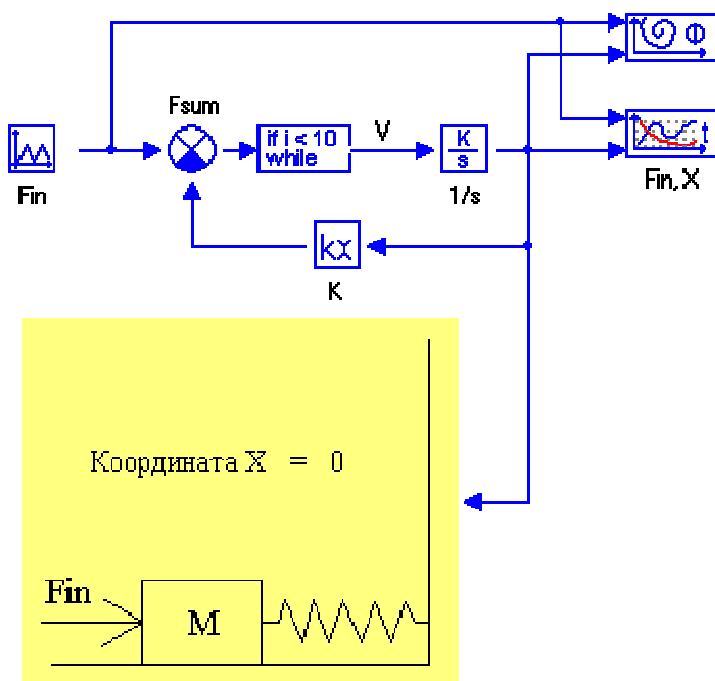 Φ
Fsum
if i < 10
while
V
K
s
t
Fin
1/s
Fin, X
kx
K
Координата X = 0
Fin
M